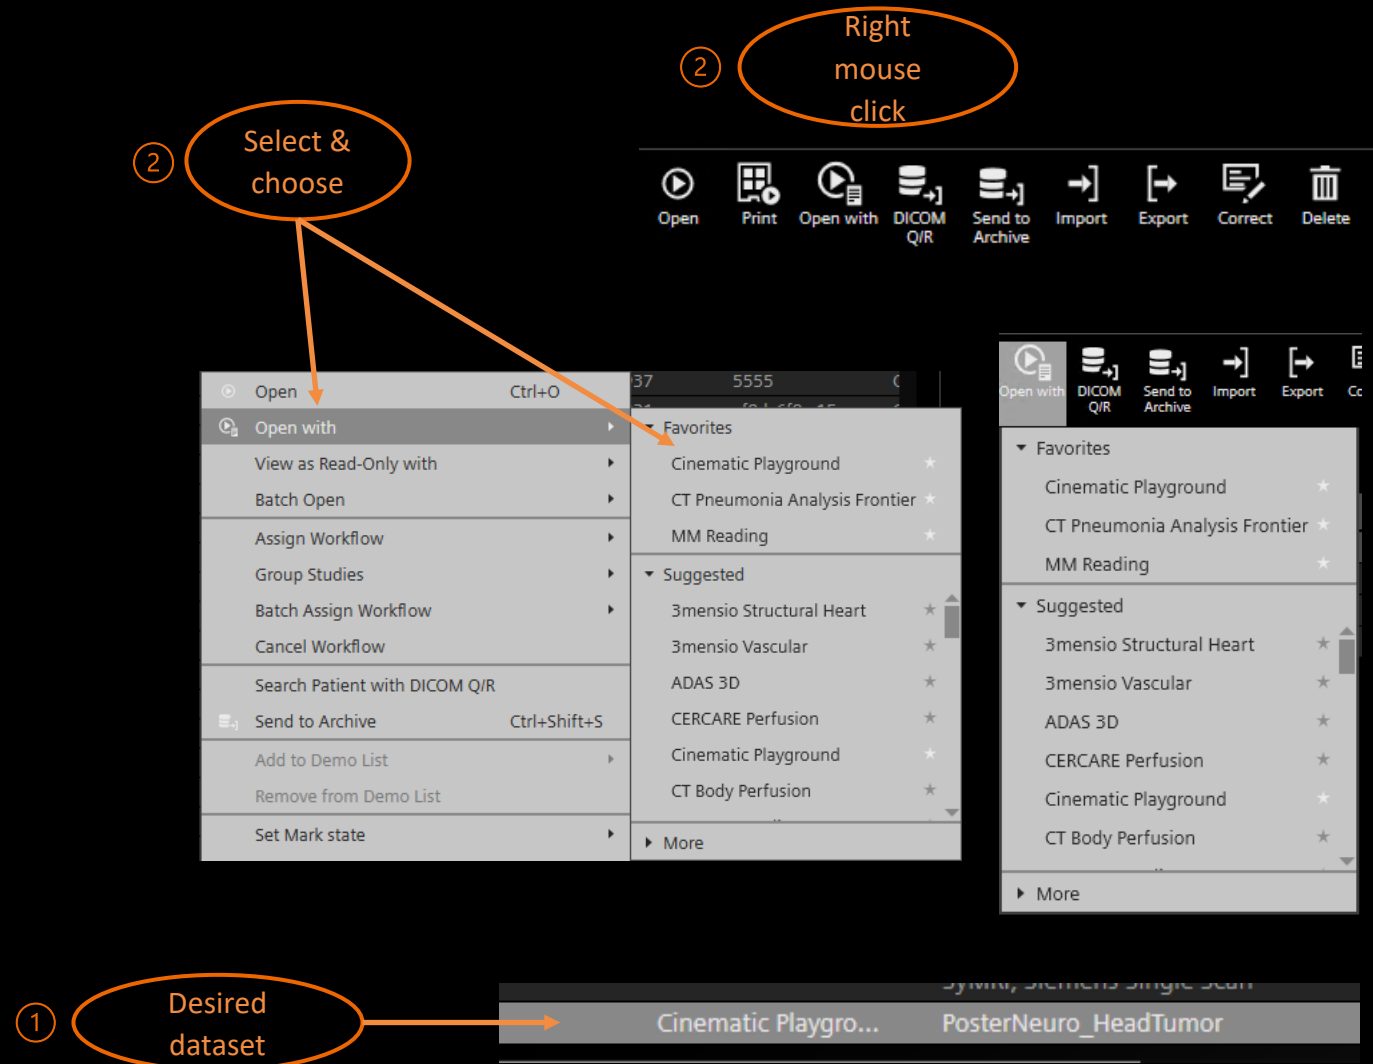 Right
mouse
click
2
2
Select &
choose
Open
Print
Open with
DICOM
Q/R
Send to
Archive
Import
Export
Correct
Delete
Open with
DICOM
Q/R
Send to
Archive
Import
Export
Co
037 5555
Open Ctrl+O
Open with
View as Read-Only with
Batch Open
Assign Workflow
Group Studies
Batch Assign Workflow
Cancel Workflow
Search Patient with DICOM Q/R
Send to Archive Ctrl+Shift+S
Add to Demo List
Remove from Demo List
Set Mark state
Favorites
Cinematic Playground
CT Pneumonia Analysis Frontier
MM Reading
Suggested
3mensio Structural Heart
3mensio Vascular
ADAS 3D
CERCARE Perfusion
Cinematic Playground
CT Body Perfusion
More
Favorites
Cinematic Playground
CT Pneumonia Analysis Frontier
MM Reading
Suggested
3mensio Structural Heart
3mensio Vascular
ADAS 3D
CERCARE Perfusion
Cinematic Playground
CT Body Perfusion
More
1
Desired
dataset
SyMRI, Siemens Single Scan
Cinematic Playgro... PosterNeuro_HeadTumor